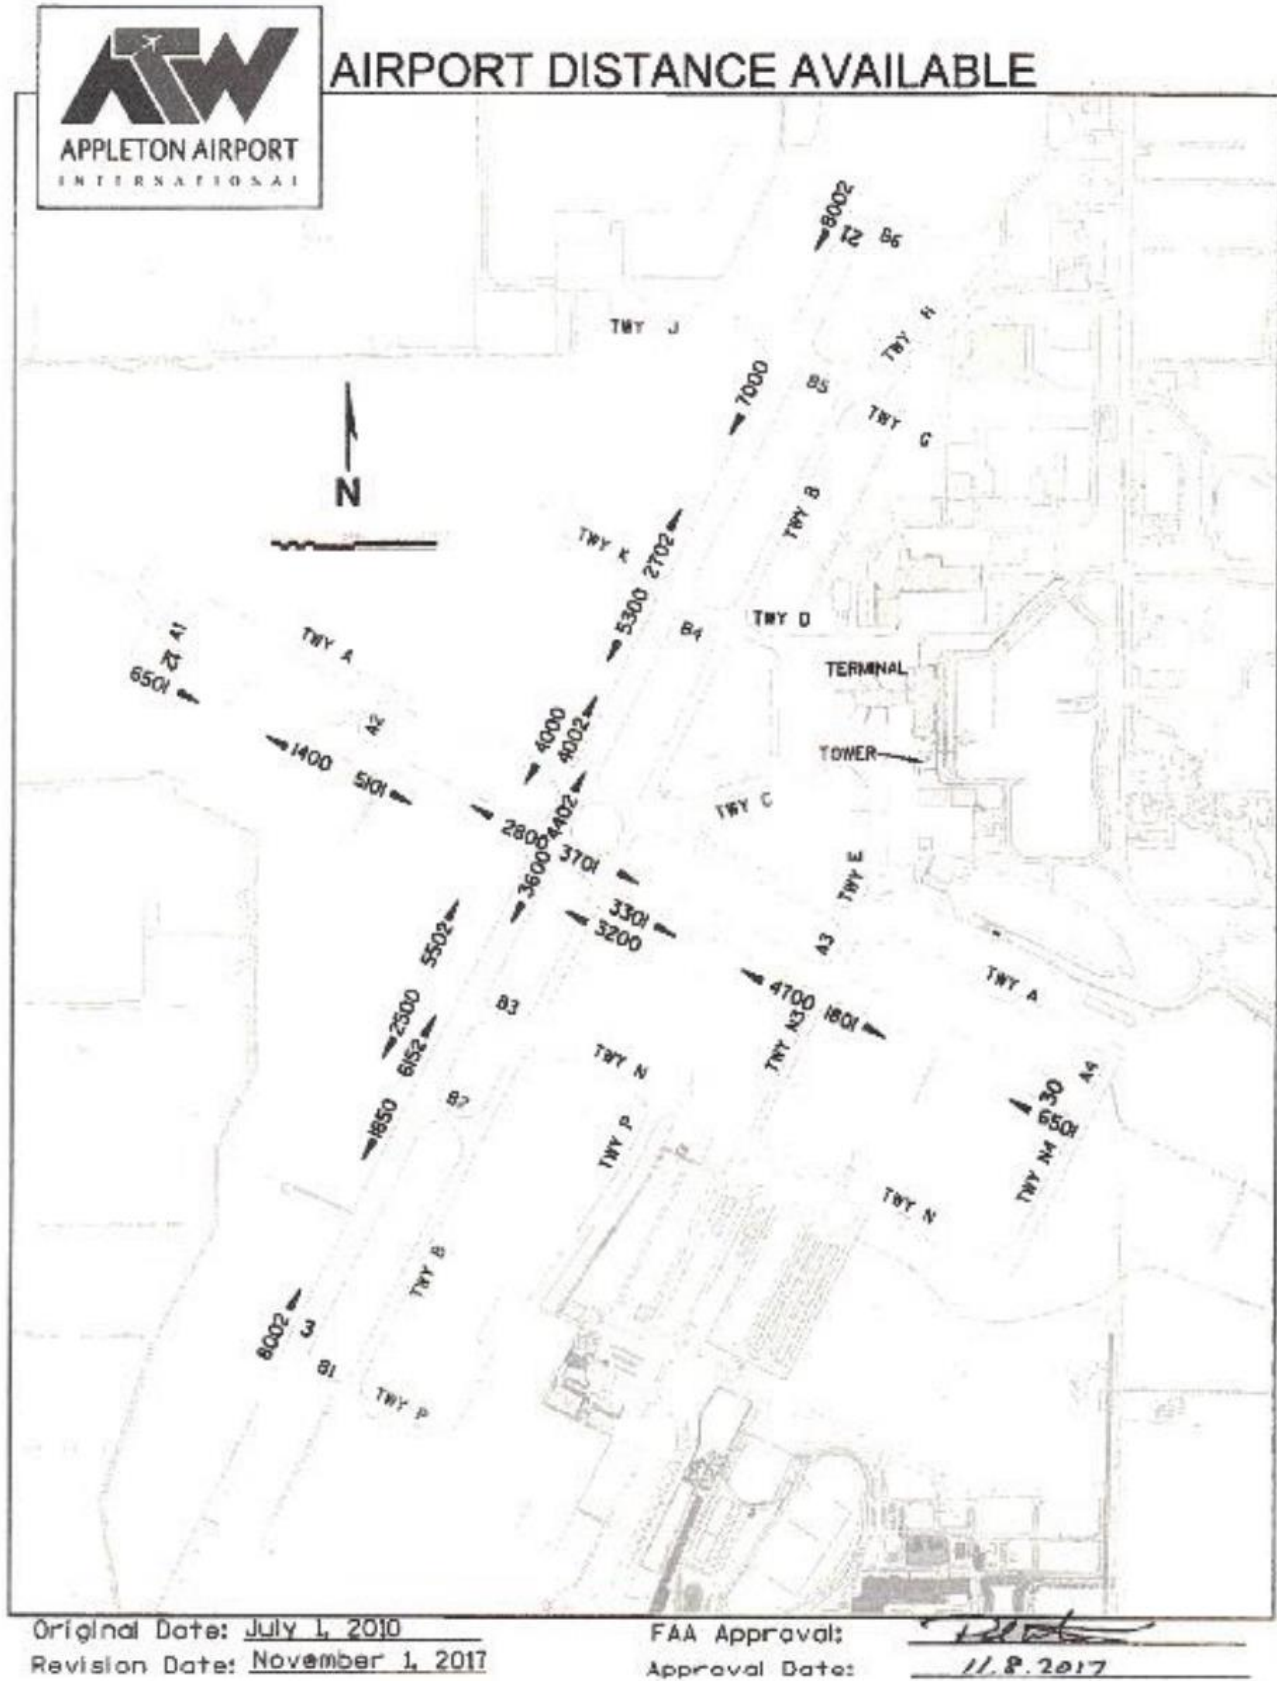 ATW
APPLETON AIRPORT
INTERNATIONAL
AIRPORT DISTANCE AVAILABLE
8002
21 B6
TWY J
TWY H
7000
B5
TWY G
N
TWY B
TWY K
5300 2702
B4
TWY D
A1
12
6501
TWY A
TERMINAL
A2
4000
4002
TOWER
1400 5101
TWY C
2800 4402
3701
3600
TWY E
3301
3200
A3
5502
TWY A
4700 1801
B3
2500
6152
TWY N3
TWY N
A4
30
6501
B2
1850
TWY P
TWY N4
TWY N
TWY B
8002
3
B1
TWY P
Original Date: July 1, 2010
FAA Approval:
Revision Date: November 1, 2017
Approval Date: 11.8.2017